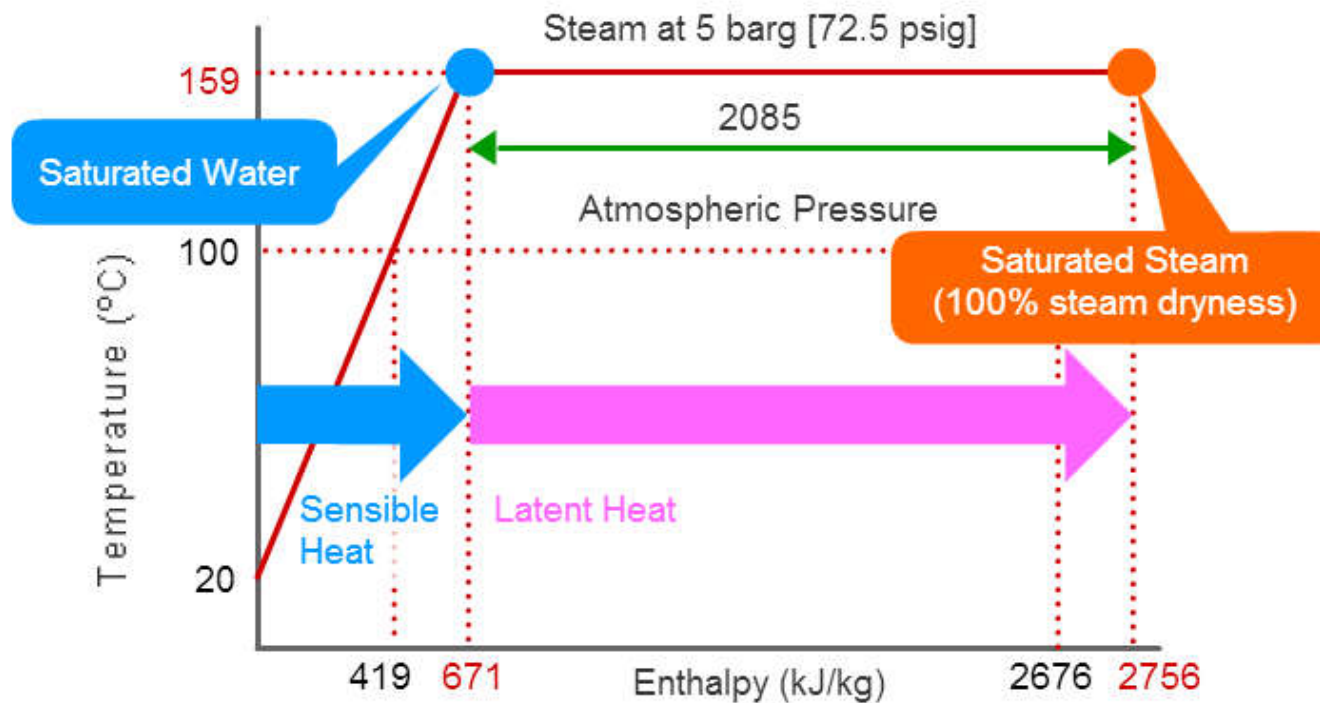 Steam at 5 barg [72.5 psig]
159
2085
Saturated Water
Atmospheric Pressure
100
Saturated Steam
(100% steam dryness)
Temperature (°C)
Sensible
Heat
Latent Heat
20
419
671
Enthalpy (kJ/kg)
2676
2756